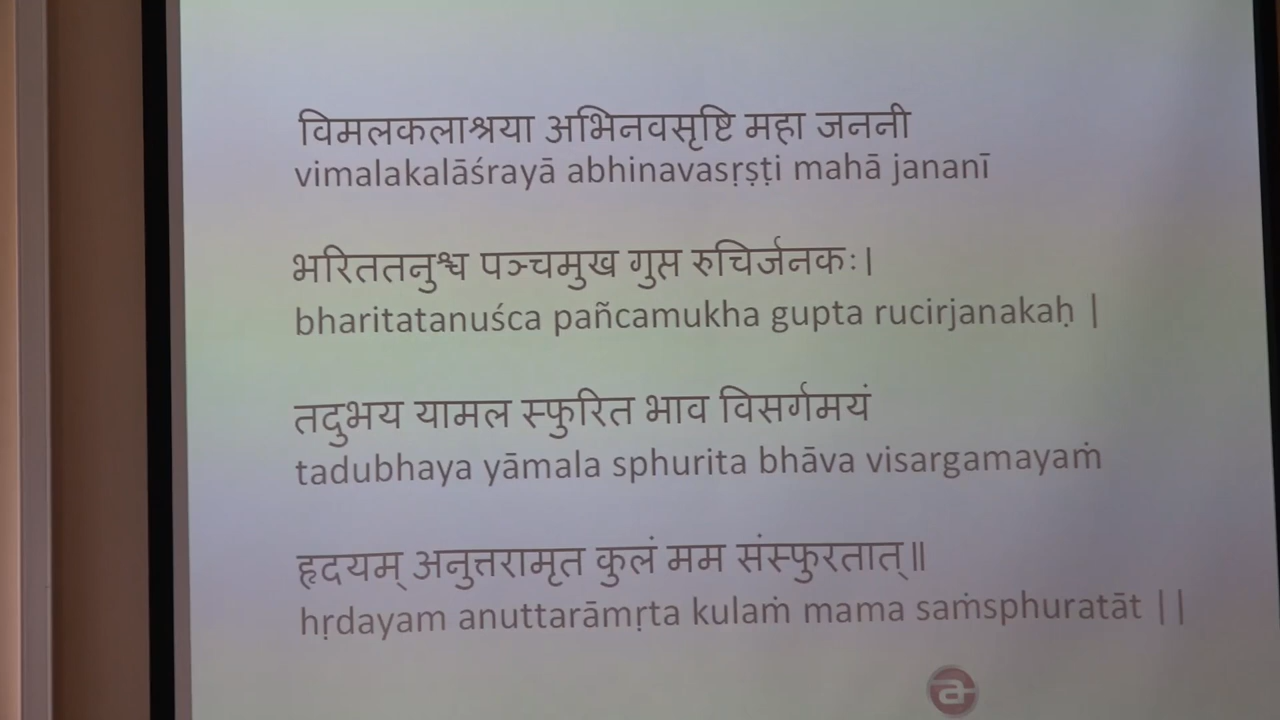 विमलकलाश्रया अभिनवसृष्टि महा जननी
vimalakalāśrayā abhinavasṛṣṭi mahā jananī
भरिततनुश्च पञ्चमुख गुप्त रुचिर्जनकः।
bharitatanuśca pañcamukha gupta rucirjanakaḥ |
तदुभय यामल स्फुरित भाव विसर्गमयं
tadubhaya yāmala sphurita bhāva visargamayaṁ
हृदयम् अनुत्तरामृत कुलं मम संस्फुरतात्॥
hṛdayam anuttarāmṛta kulaṁ mama saṁsphuratāt ||
a